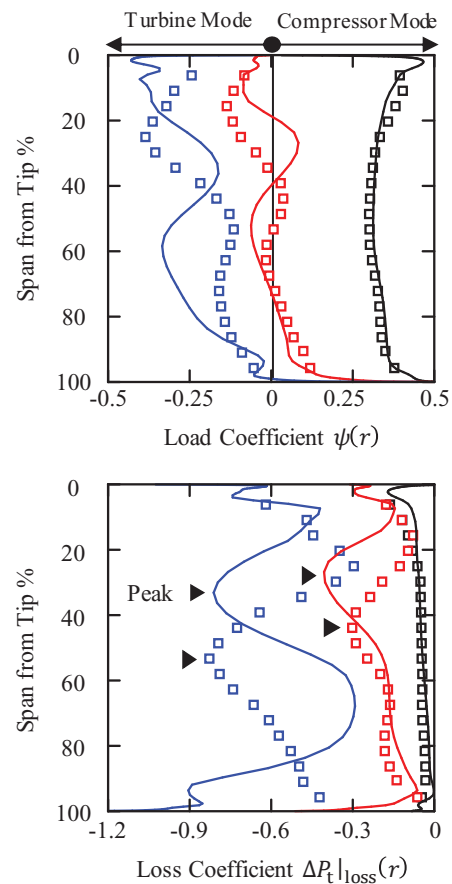 Turbine Mode Compressor Mode
0
20
40
60
80
100
Span from Tip %
-0.5 -0.25 0 0.25 0.5
Load Coefficient ψ(r)
0
20
40
60
80
100
Span from Tip %
Peak
-1.2 -0.9 -0.6 -0.3 0
Loss Coefficient ΔPt|loss(r)